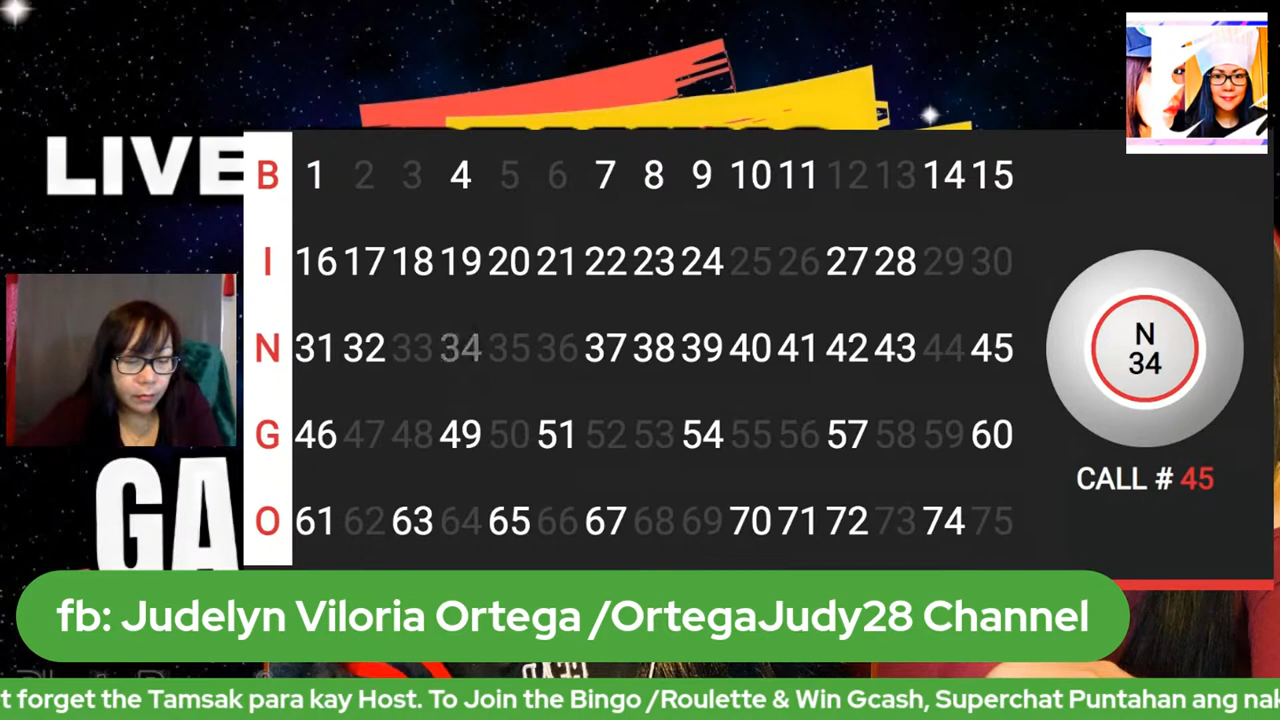 LIVE
B 1 2 3 4 5 6 7 8 9 10 11 12 13 14 15
I 16 17 18 19 20 21 22 23 24 25 26 27 28 29 30
N 31 32 33 34 35 36 37 38 39 40 41 42 43 44 45
G 46 47 48 49 50 51 52 53 54 55 56 57 58 59 60
O 61 62 63 64 65 66 67 68 69 70 71 72 73 74 75
N
34
CALL # 45
GA
fb: Judelyn Viloria Ortega /OrtegaJudy28 Channel
t forget the Tamsak para kay Host. To Join the Bingo /Roulette & Win Gcash, Superchat Puntahan ang nak